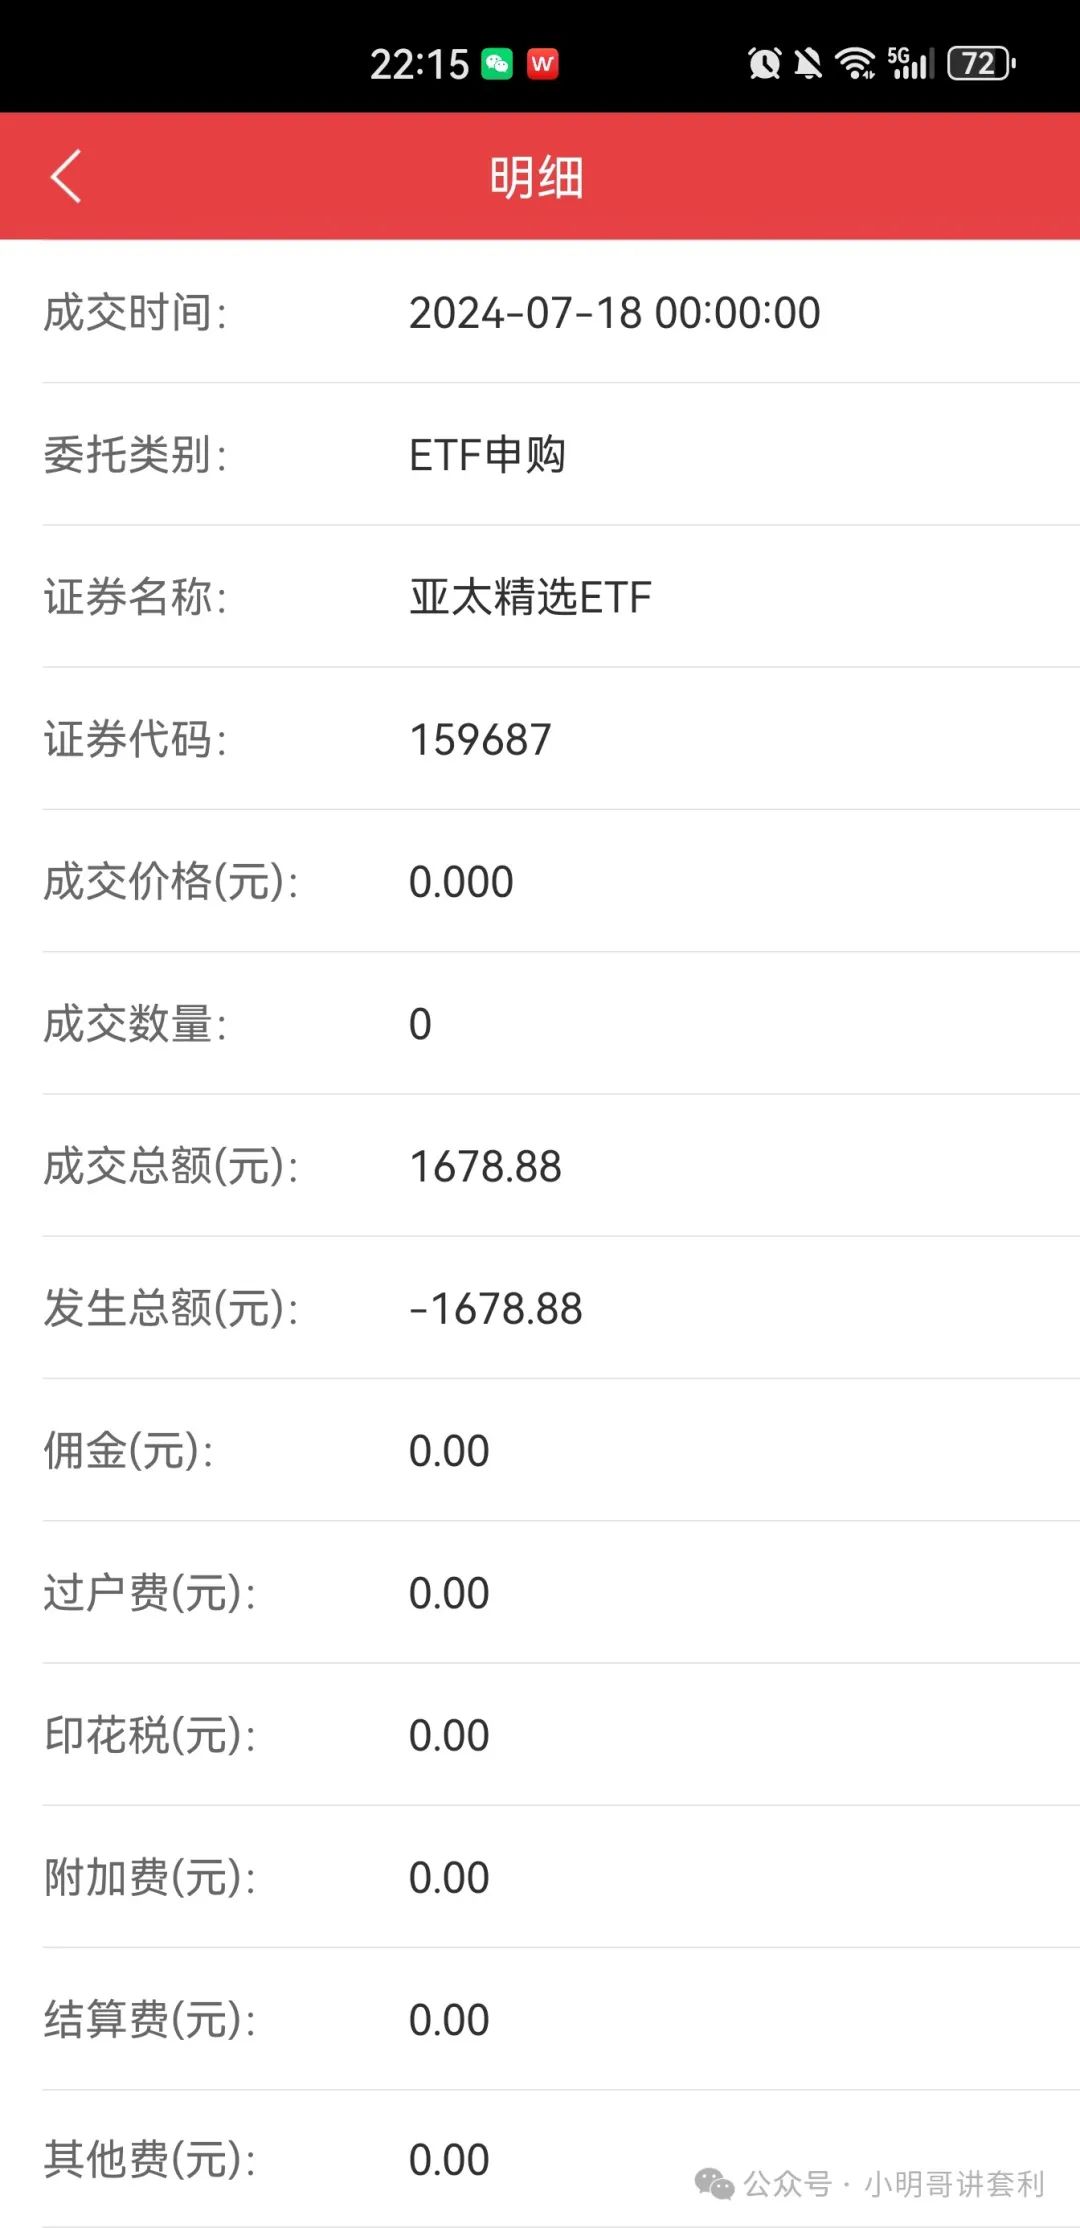 22:15 W 5G 72
明细
成交时间: 2024-07-18 00:00:00
委托类别: ETF申购
证券名称: 亚太精选ETF
证券代码: 159687
成交价格(元): 0.000
成交数量: 0
成交总额(元): 1678.88
发生总额(元): -1678.88
佣金(元): 0.00
过户费(元): 0.00
印花税(元): 0.00
附加费(元): 0.00
结算费(元): 0.00
其他费(元): 0.00
公众号 · 小明哥讲套利